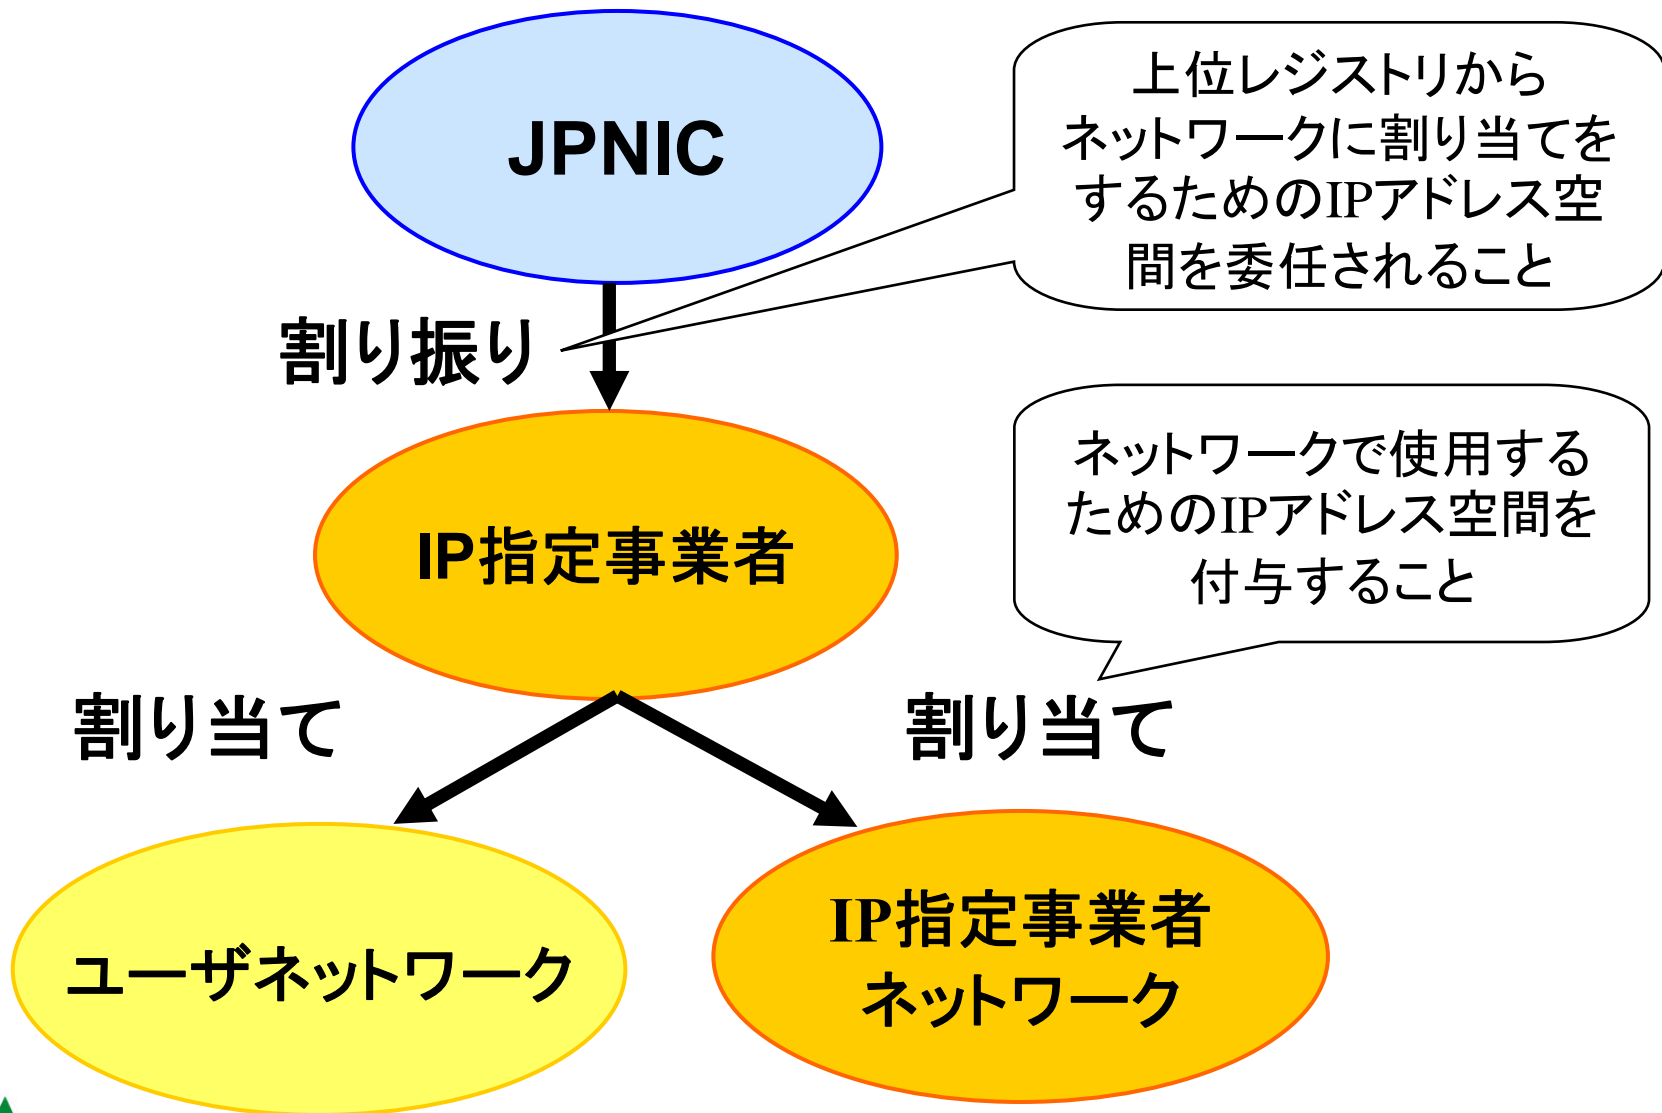 JPNIC
上位レジストリから
ネットワークに割り当てを
するためのIPアドレス空
間を委任されること
割り振り
IP指定事業者
ネットワークで使用する
ためのIPアドレス空間を
付与すること
割り当て
割り当て
ユーザネットワーク
IP指定事業者
ネットワーク